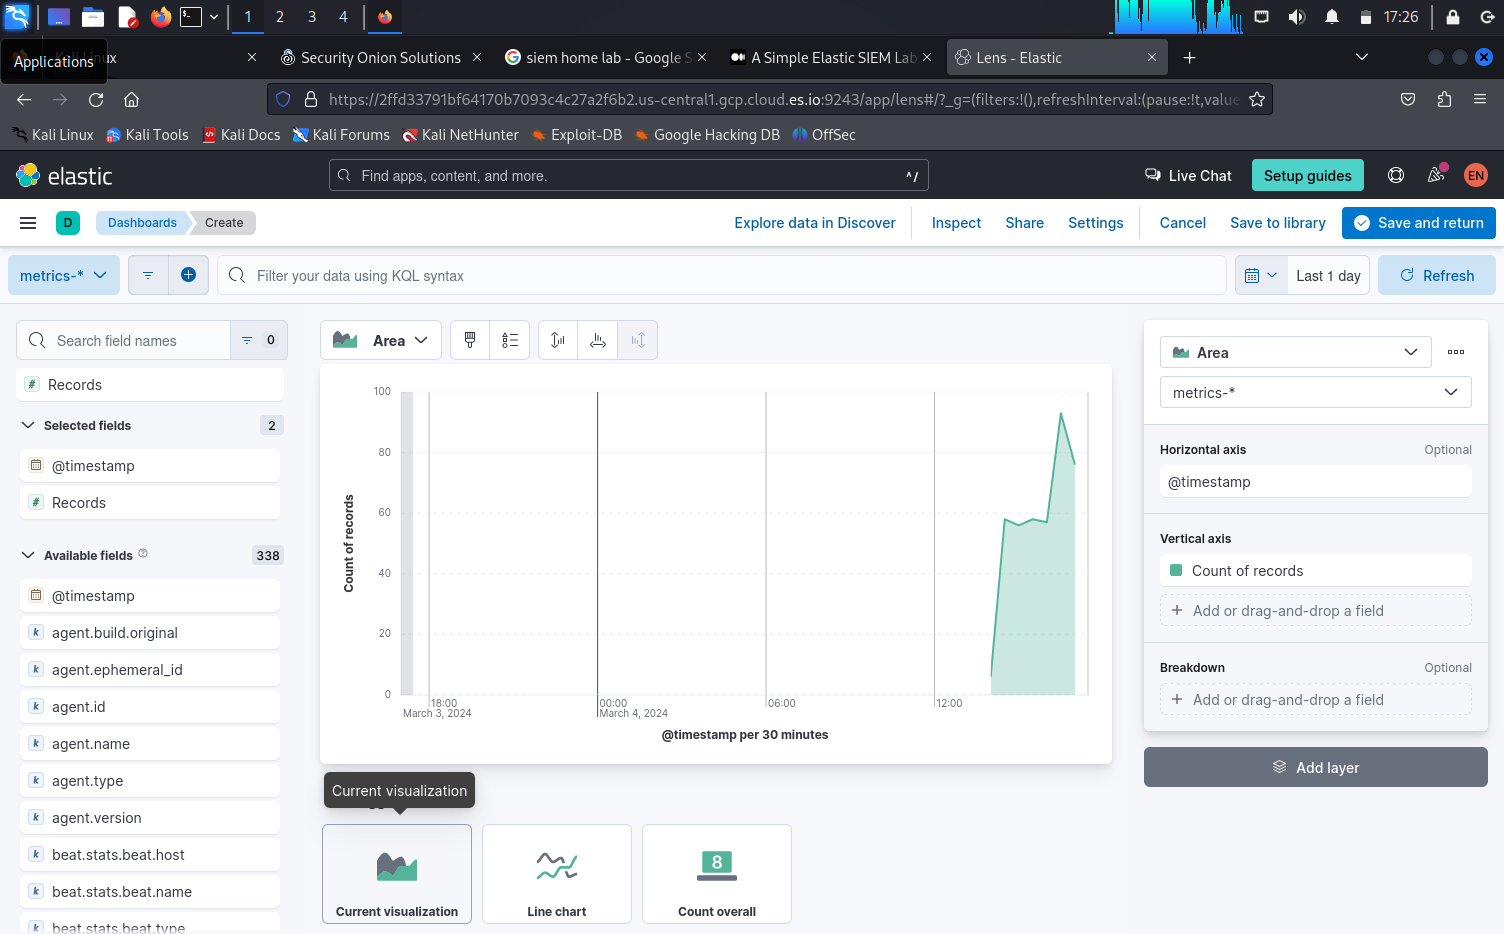 1 2 3 4 17:26
Applications
Kali Linux
Security Onion Solutions
siem home lab - Google S
A Simple Elastic SIEM Lab
Lens - Elastic
https://2ffd33791bf64170b7093c4c27a2f6b2.us-central1.gcp.cloud.es.io:9243/app/lens#/?_g=(filters:!(),refreshInterval:(pause:!t,value
Kali Linux Kali Tools Kali Docs Kali Forums Kali NetHunter Exploit-DB Google Hacking DB OffSec
elastic Find apps, content, and more. ^/ Live Chat Setup guides EN
D Dashboards Create Explore data in Discover Inspect Share Settings Cancel Save to library Save and return
metrics-* Filter your data using KQL syntax Last 1 day Refresh
Search field names 0
Records
Selected fields 2
@timestamp
Records
Available fields 338
@timestamp
agent.build.original
agent.ephemeral_id
agent.id
agent.name
agent.type
agent.version
beat.stats.beat.host
beat.stats.beat.name
beat.stats.beat.type
Area
100
80
60
40
20
0
Count of records
18:00 00:00 06:00 12:00
March 3, 2024 March 4, 2024
@timestamp per 30 minutes
Current visualization
8
Current visualization Line chart Count overall
Area
metrics-*
Horizontal axis Optional
@timestamp
Vertical axis
Count of records
Add or drag-and-drop a field
Breakdown Optional
Add or drag-and-drop a field
Add layer